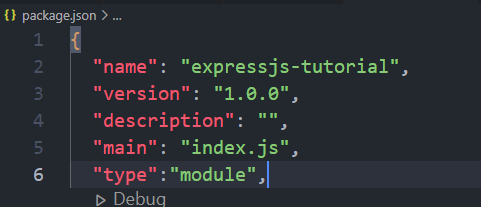 {} package.json > ...
1 {
2 "name": "expressjs-tutorial",
3 "version": "1.0.0",
4 "description": "",
5 "main": "index.js",
6 "type":"module",
Debug